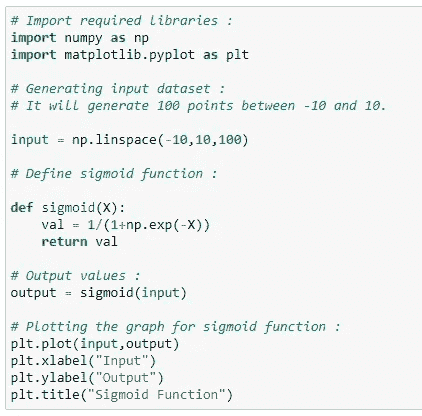 # Import required libraries :
import numpy as np
import matplotlib.pyplot as plt
# Generating input dataset :
# It will generate 100 points between -10 and 10.
input = np.linspace(-10,10,100)
# Define sigmoid function :
def sigmoid(X):
    val = 1/(1+np.exp(-X))
    return val
# Output values :
output = sigmoid(input)
# Plotting the graph for sigmoid function :
plt.plot(input,output)
plt.xlabel("Input")
plt.ylabel("Output")
plt.title("Sigmoid Function")